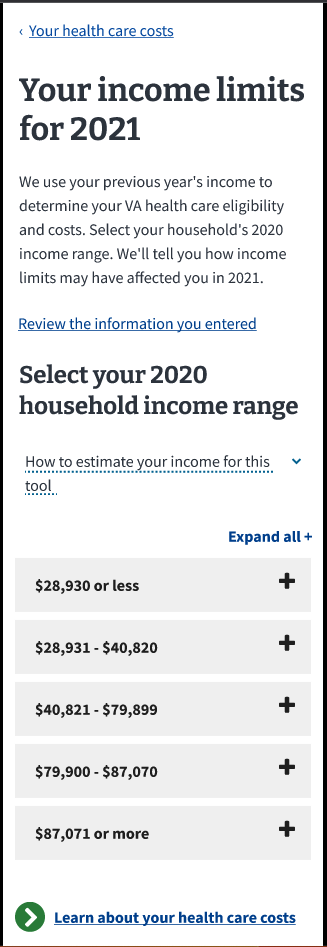 ‹ Your health care costs
Your income limits
for 2021
We use your previous year's income to
determine your VA health care eligibility
and costs. Select your household's 2020
income range. We'll tell you how income
limits may have affected you in 2021.
Review the information you entered
Select your 2020
household income range
How to estimate your income for this
tool
Expand all +
$28,930 or less
$28,931 - $40,820
$40,821 - $79,899
$79,900 - $87,070
$87,071 or more
Learn about your health care costs